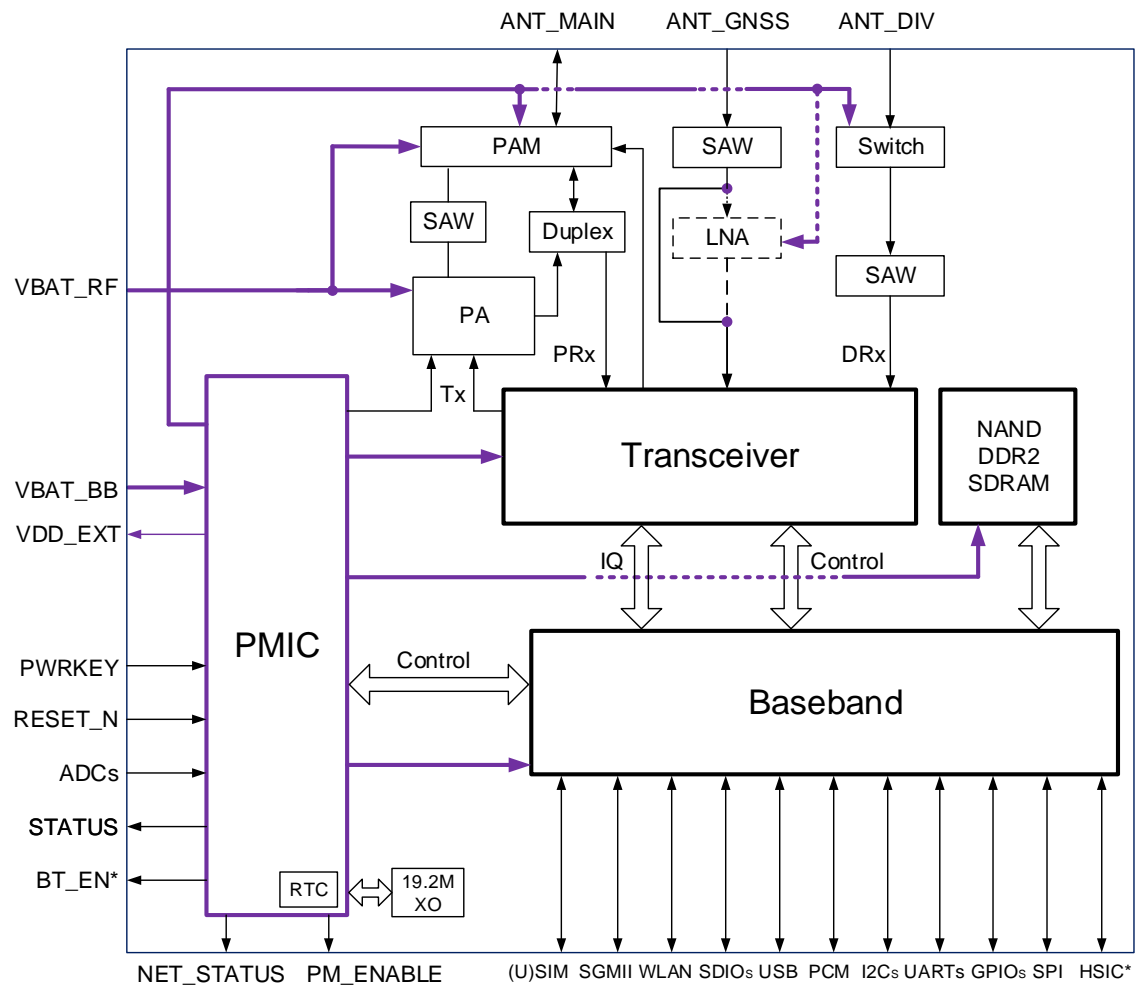 ANT_MAIN ANT_GNSS ANT_DIV
PAM
SAW
Switch
SAW
Duplex
LNA
VBAT_RF
PA
SAW
PRx
DRx
Tx
Transceiver
NAND
DDR2
SDRAM
VBAT_BB
VDD_EXT
IQ
Control
PMIC
Control
PWRKEY
Baseband
RESET_N
ADCs
STATUS
BT_EN*
RTC
19.2M
XO
NET_STATUS PM_ENABLE (U)SIM SGMII WLAN SDIOs USB PCM I2Cs UARTs GPIOs SPI HSIC*